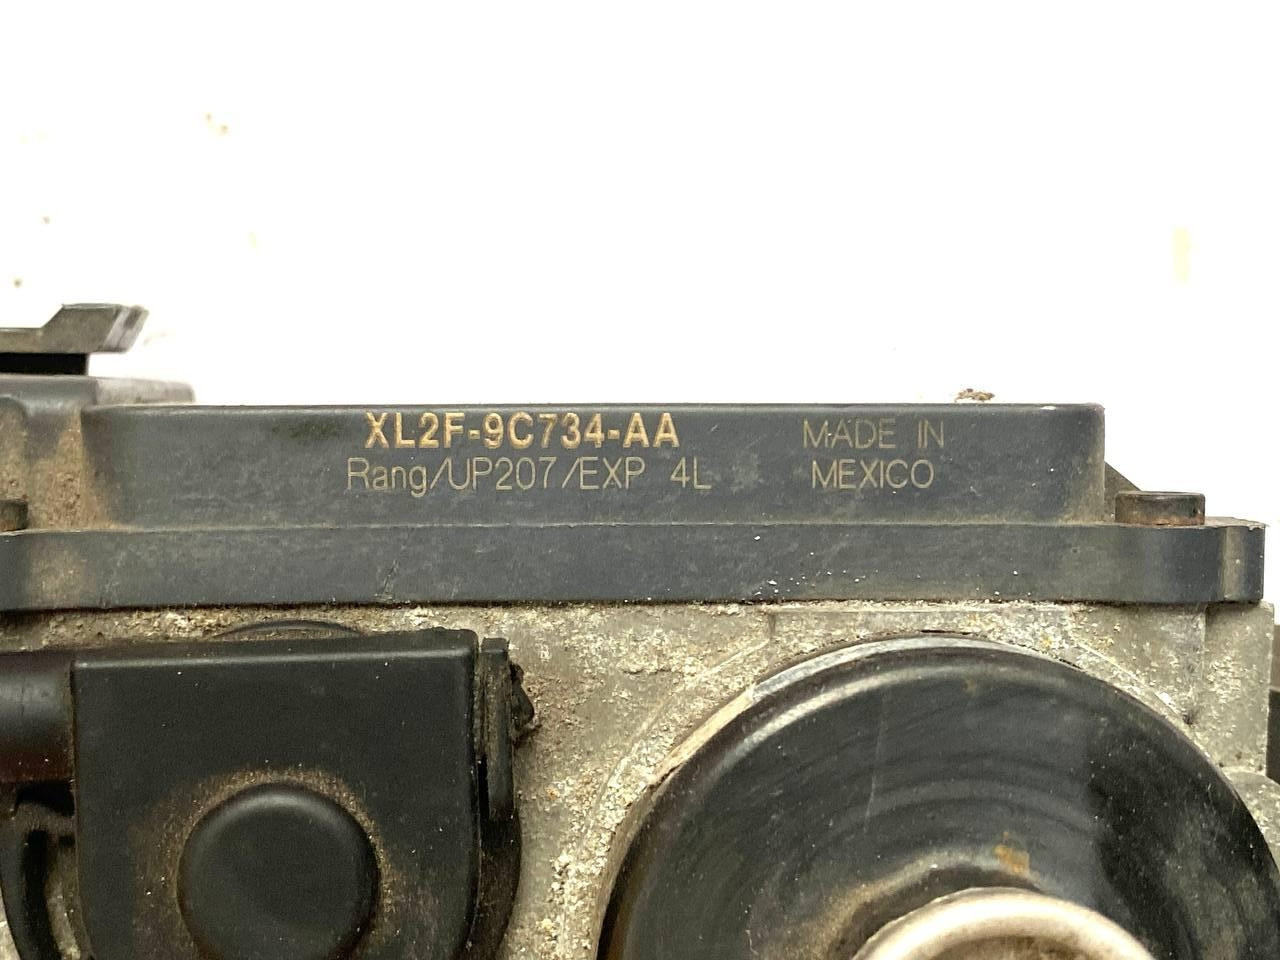 XL2F-9C734-AA
Rang/UP207/EXP 4L
MADE IN
MEXICO